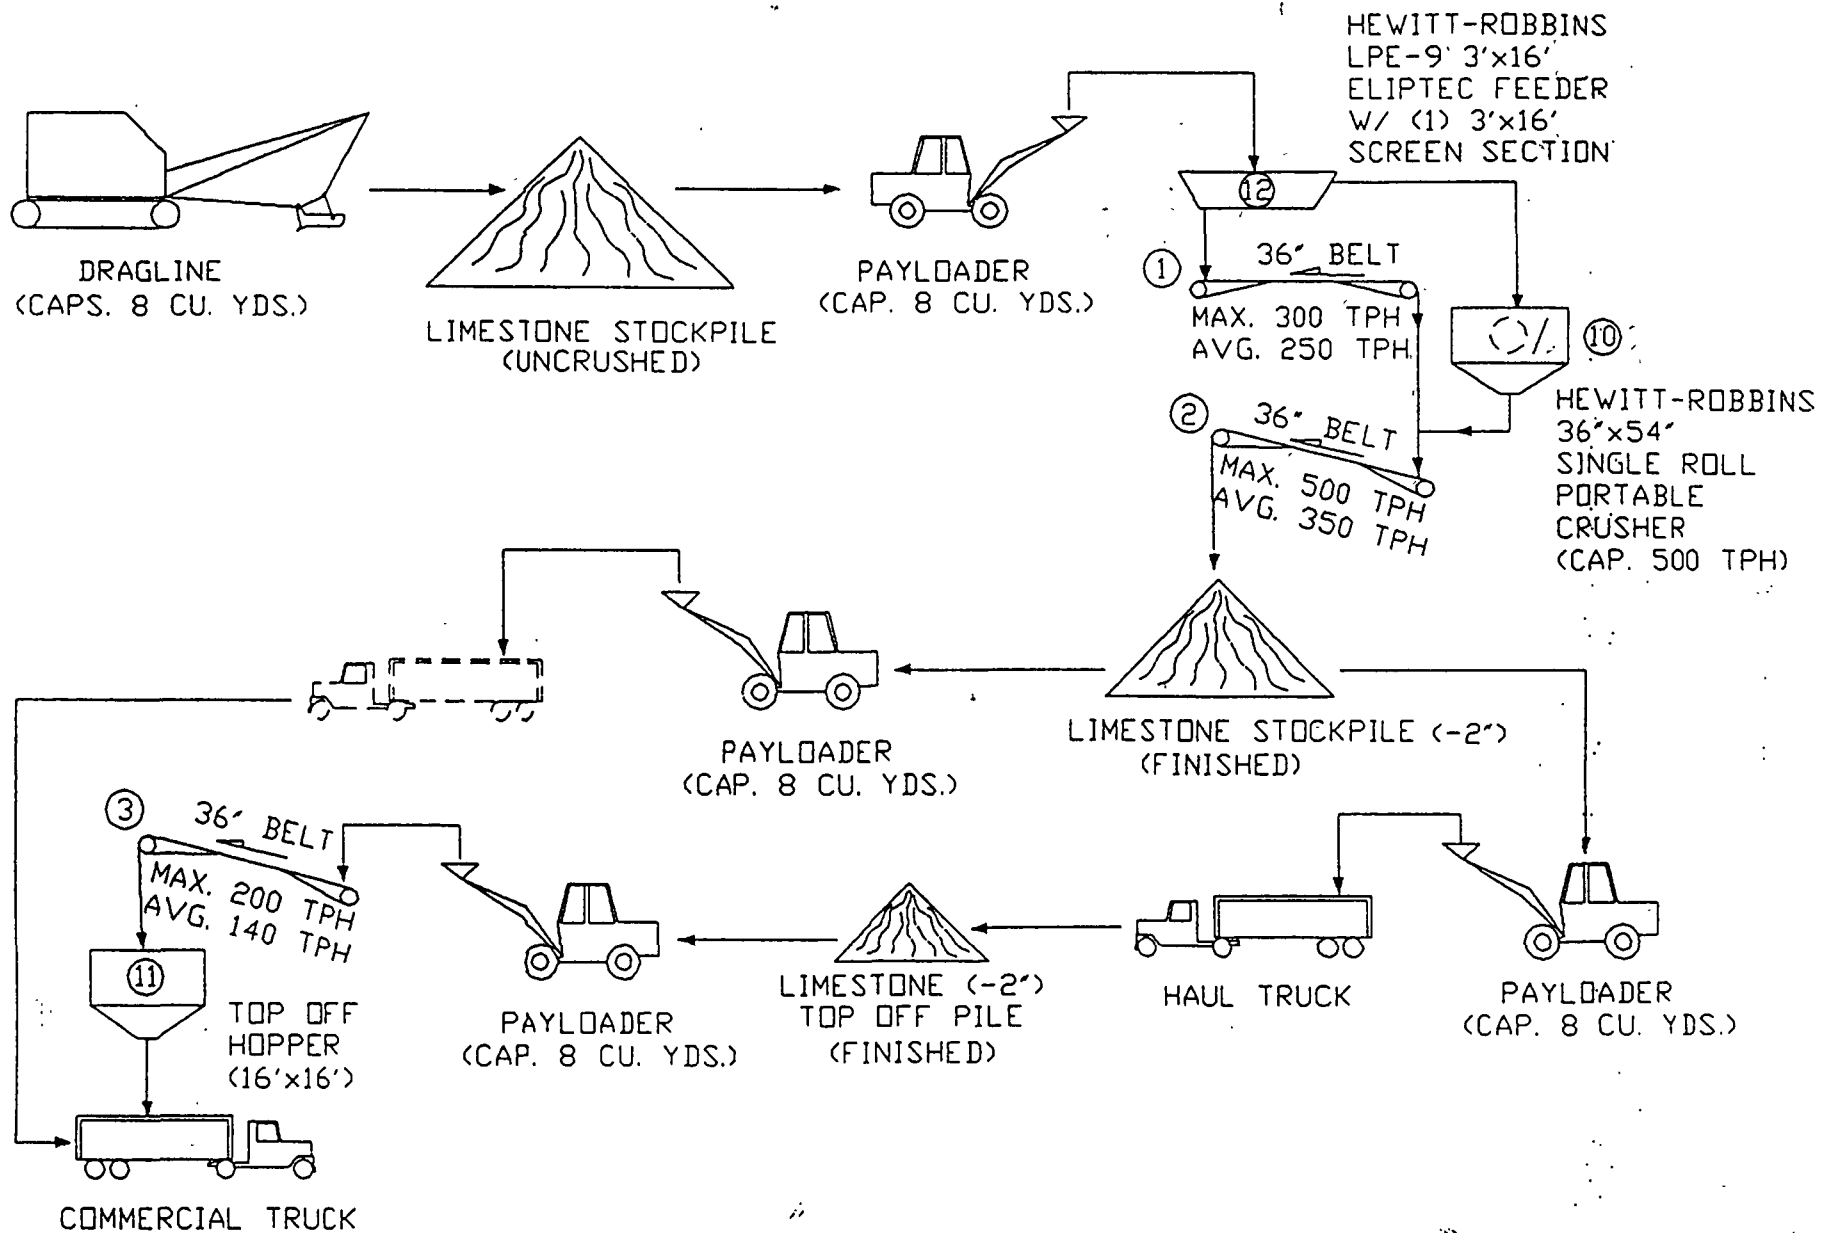 HEWITT-ROBBINS
LPE-9' 3'x16'
ELIPTEC FEEDER
W/ (1) 3'x16'
SCREEN SECTION
12
DRAGLINE
(CAPS. 8 CU. YDS.)
LIMESTONE STOCKPILE
(UNCRUSHED)
PAYLOADER
(CAP. 8 CU. YDS.)
1
36" BELT
MAX. 300 TPH
AVG. 250 TPH
10
HEWITT-ROBBINS
36"x54"
SINGLE ROLL
PORTABLE
CRUSHER
(CAP. 500 TPH)
2
36" BELT
MAX. 500 TPH
AVG. 350 TPH
PAYLOADER
(CAP. 8 CU. YDS.)
LIMESTONE STOCKPILE (-2")
(FINISHED)
3
36" BELT
MAX. 200 TPH
AVG. 140 TPH
11
TOP OFF
HOPPER
(16'x16')
PAYLOADER
(CAP. 8 CU. YDS.)
LIMESTONE (-2")
TOP OFF PILE
(FINISHED)
HAUL TRUCK
PAYLOADER
(CAP. 8 CU. YDS.)
COMMERCIAL TRUCK